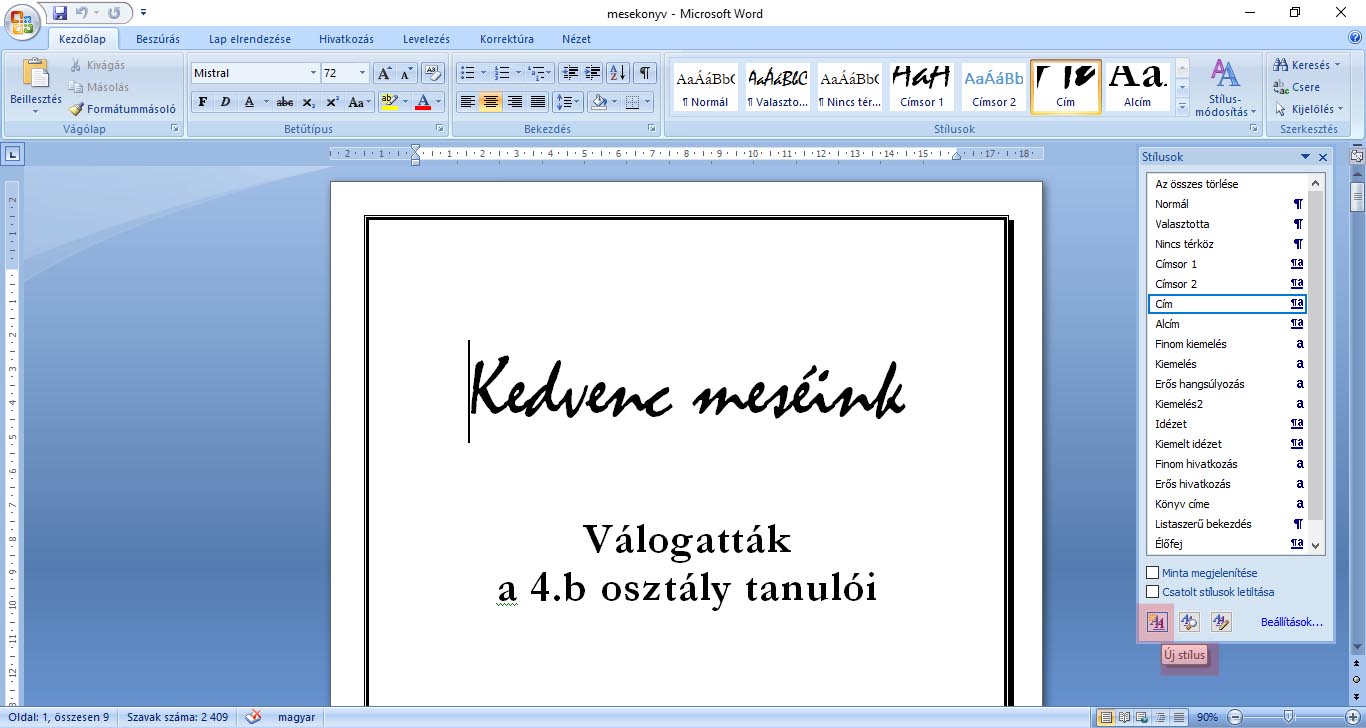 mesekonyv - Microsoft Word
Kezdőlap Beszúrás Lap elrendezése Hivatkozás Levelezés Korrektúra Nézet
Beillesztés
Kivágás
Másolás
Formátummásoló
Vágólap
Mistral 72
F D A abc x₂ x² Aa
Betűtípus
Bekezdés
AaÁáBbC AaÁáBbC AaÁáBbC AaÁáBb
¶ Normál ¶ Valaszto... ¶ Nincs tér... Címsor 1 Címsor 2 Cím Alcím
Stílus-
módosítás
Stílusok
Keresés
Csere
Kijelölés
Szerkesztés
2 1 1 2 3 4 5 6 7 8 9 10 11 12 13 14 15 17 18
Kedvenc meséink
Válogatták
a 4.b osztály tanulói
Stílusok
Az összes törlése
Normál ¶
Valasztotta ¶
Nincs térköz ¶
Címsor 1 ¶a
Címsor 2 ¶a
Cím ¶a
Alcím ¶a
Finom kiemelés a
Kiemelés a
Erős hangsúlyozás a
Kiemelés2 a
Idézet ¶a
Kiemelt idézet ¶a
Finom hivatkozás a
Erős hivatkozás a
Könyv címe a
Listaszerű bekezdés ¶
Élőfej ¶a
Minta megjelenítése
Csatolt stílusok letiltása
Beállítások...
Új stílus
Oldal: 1, összesen 9 Szavak száma: 2 409 magyar 90%